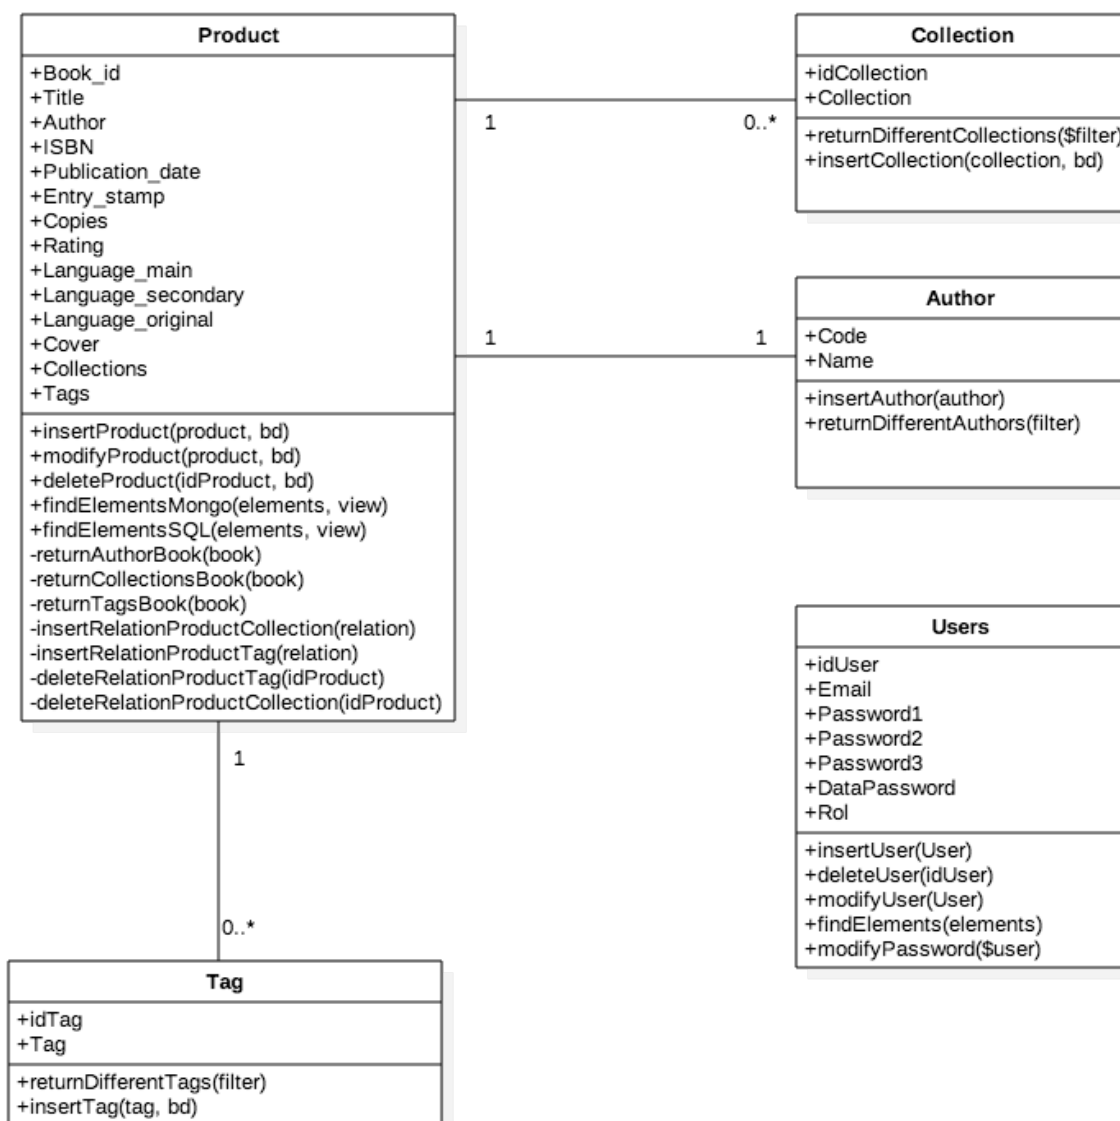 Product
+Book_id
+Title
+Author
+ISBN
+Publication_date
+Entry_stamp
+Copies
+Rating
+Language_main
+Language_secondary
+Language_original
+Cover
+Collections
+Tags
+insertProduct(product, bd)
+modifyProduct(product, bd)
+deleteProduct(idProduct, bd)
+findElementsMongo(elements, view)
+findElementsSQL(elements, view)
-returnAuthorBook(book)
-returnCollectionsBook(book)
-returnTagsBook(book)
-insertRelationProductCollection(relation)
-insertRelationProductTag(relation)
-deleteRelationProductTag(idProduct)
-deleteRelationProductCollection(idProduct)
1
0..*
Collection
+idCollection
+Collection
+returnDifferentCollections($filter)
+insertCollection(collection, bd)
1
1
Author
+Code
+Name
+insertAuthor(author)
+returnDifferentAuthors(filter)
Users
+idUser
+Email
+Password1
+Password2
+Password3
+DataPassword
+Rol
+insertUser(User)
+deleteUser(idUser)
+modifyUser(User)
+findElements(elements)
+modifyPassword($user)
1
0..*
Tag
+idTag
+Tag
+returnDifferentTags(filter)
+insertTag(tag, bd)